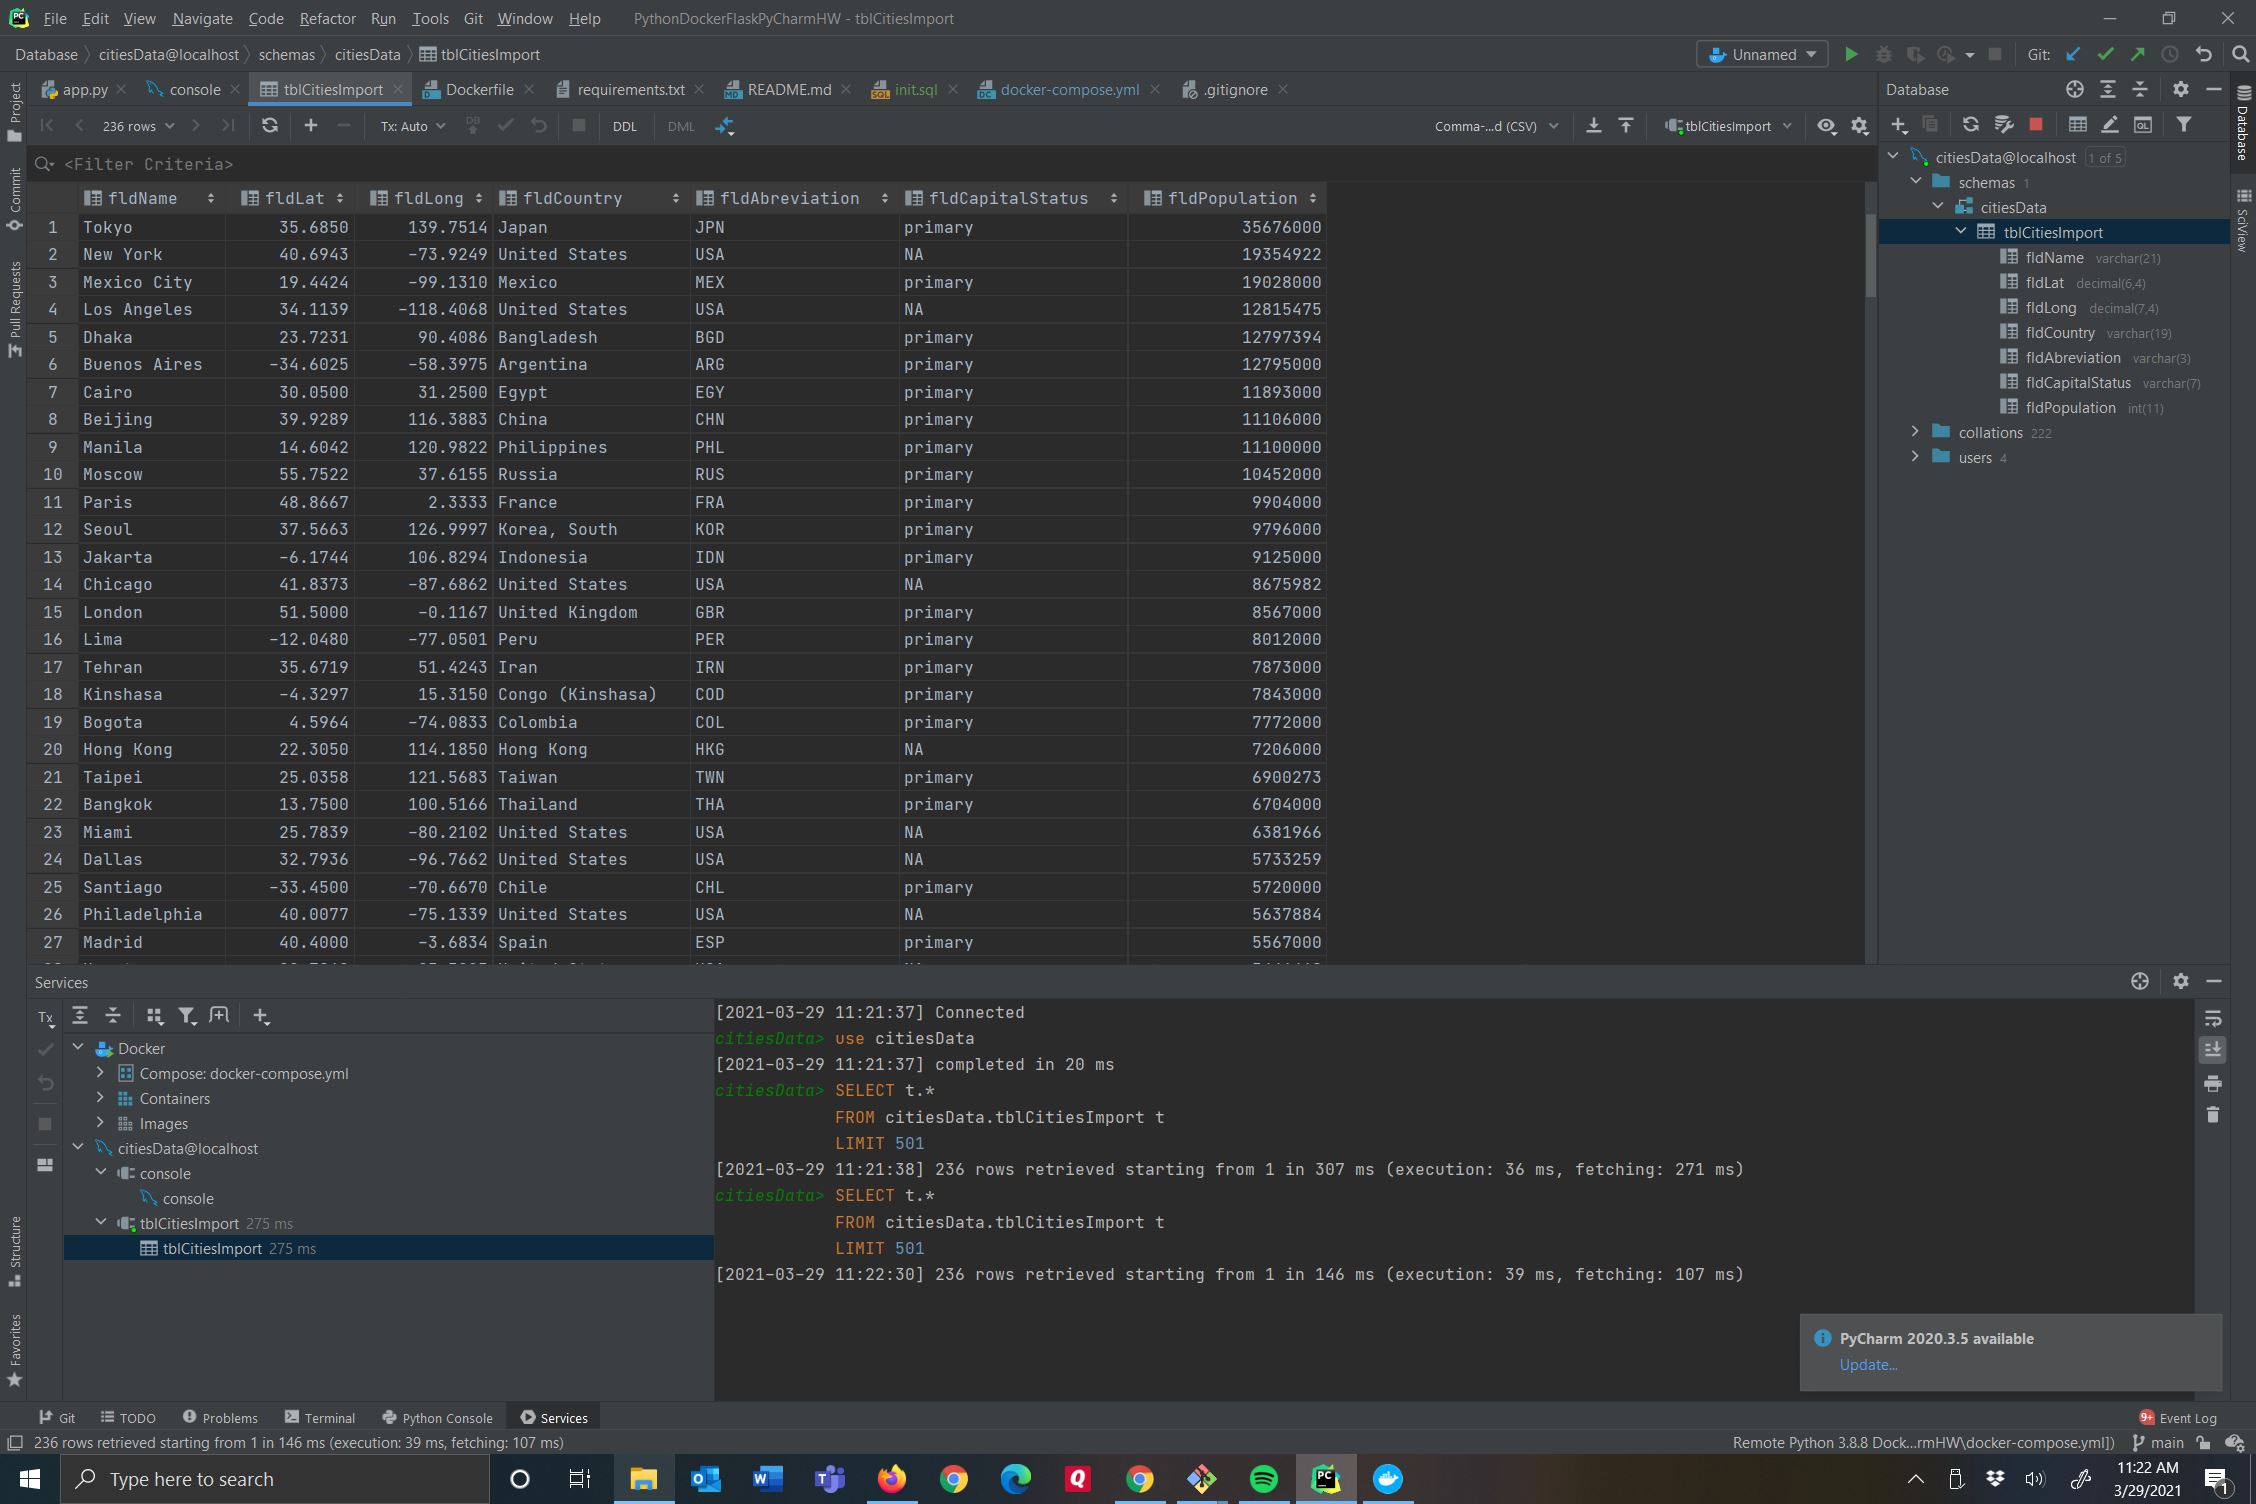 File Edit View Navigate Code Refactor Run Tools Git Window Help PythonDockerFlaskPyCharmHW - tblCitiesImport
Database citiesData@localhost schemas citiesData tblCitiesImport Unnamed Git:
app.py console tblCitiesImport Dockerfile requirements.txt README.md init.sql docker-compose.yml .gitignore
236 rows Tx: Auto DDL DML Comma-...d (CSV) tblCitiesImport
<Filter Criteria>
fldName fldLat fldLong fldCountry fldAbreviation fldCapitalStatus fldPopulation
1 Tokyo 35.6850 139.7514 Japan JPN primary 35676000
2 New York 40.6943 -73.9249 United States USA NA 19354922
3 Mexico City 19.4424 -99.1310 Mexico MEX primary 19028000
4 Los Angeles 34.1139 -118.4068 United States USA NA 12815475
5 Dhaka 23.7231 90.4086 Bangladesh BGD primary 12797394
6 Buenos Aires -34.6025 -58.3975 Argentina ARG primary 12795000
7 Cairo 30.0500 31.2500 Egypt EGY primary 11893000
8 Beijing 39.9289 116.3883 China CHN primary 11106000
9 Manila 14.6042 120.9822 Philippines PHL primary 11100000
10 Moscow 55.7522 37.6155 Russia RUS primary 10452000
11 Paris 48.8667 2.3333 France FRA primary 9904000
12 Seoul 37.5663 126.9997 Korea, South KOR primary 9796000
13 Jakarta -6.1744 106.8294 Indonesia IDN primary 9125000
14 Chicago 41.8373 -87.6862 United States USA NA 8675982
15 London 51.5000 -0.1167 United Kingdom GBR primary 8567000
16 Lima -12.0480 -77.0501 Peru PER primary 8012000
17 Tehran 35.6719 51.4243 Iran IRN primary 7873000
18 Kinshasa -4.3297 15.3150 Congo (Kinshasa) COD primary 7843000
19 Bogota 4.5964 -74.0833 Colombia COL primary 7772000
20 Hong Kong 22.3050 114.1850 Hong Kong HKG NA 7206000
21 Taipei 25.0358 121.5683 Taiwan TWN primary 6900273
22 Bangkok 13.7500 100.5166 Thailand THA primary 6704000
23 Miami 25.7839 -80.2102 United States USA NA 6381966
24 Dallas 32.7936 -96.7662 United States USA NA 5733259
25 Santiago -33.4500 -70.6670 Chile CHL primary 5720000
26 Philadelphia 40.0077 -75.1339 United States USA NA 5637884
27 Madrid 40.4000 -3.6834 Spain ESP primary 5567000
Database
citiesData@localhost 1 of 5
schemas 1
citiesData
tblCitiesImport
fldName varchar(21)
fldLat decimal(6,4)
fldLong decimal(7,4)
fldCountry varchar(19)
fldAbreviation varchar(3)
fldCapitalStatus varchar(7)
fldPopulation int(11)
collations 222
users 4
Project
Commit
Pull Requests
Structure
Favorites
Database
SciView
Services
Tx
Docker
Compose: docker-compose.yml
Containers
Images
citiesData@localhost
console
console
tblCitiesImport 275 ms
tblCitiesImport 275 ms
[2021-03-29 11:21:37] Connected
citiesData> use citiesData
[2021-03-29 11:21:37] completed in 20 ms
citiesData> SELECT t.*
FROM citiesData.tblCitiesImport t
LIMIT 501
[2021-03-29 11:21:38] 236 rows retrieved starting from 1 in 307 ms (execution: 36 ms, fetching: 271 ms)
citiesData> SELECT t.*
FROM citiesData.tblCitiesImport t
LIMIT 501
[2021-03-29 11:22:30] 236 rows retrieved starting from 1 in 146 ms (execution: 39 ms, fetching: 107 ms)
PyCharm 2020.3.5 available
Update...
Git TODO Problems Terminal Python Console Services 9+ Event Log
236 rows retrieved starting from 1 in 146 ms (execution: 39 ms, fetching: 107 ms) Remote Python 3.8.8 Dock...rmHW\docker-compose.yml]) main
Type here to search
11:22 AM
3/29/2021
1